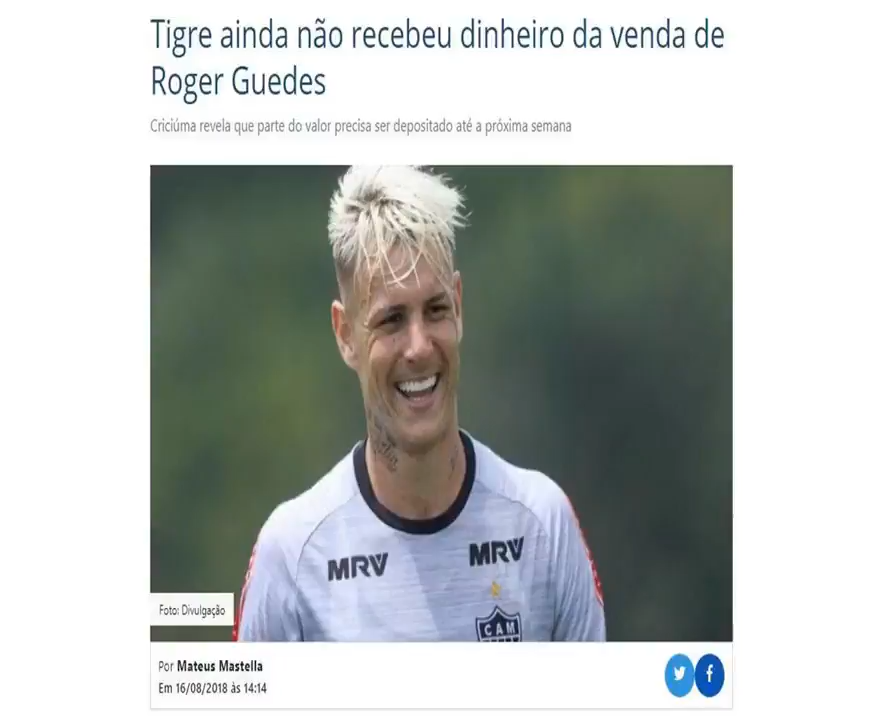 Tigre ainda não recebeu dinheiro da venda de
Roger Guedes
Criciúma revela que parte do valor precisa ser depositado até a próxima semana
MRV MRV
CAM
Foto: Divulgação
Por Mateus Mastella
Em 16/08/2018 às 14:14